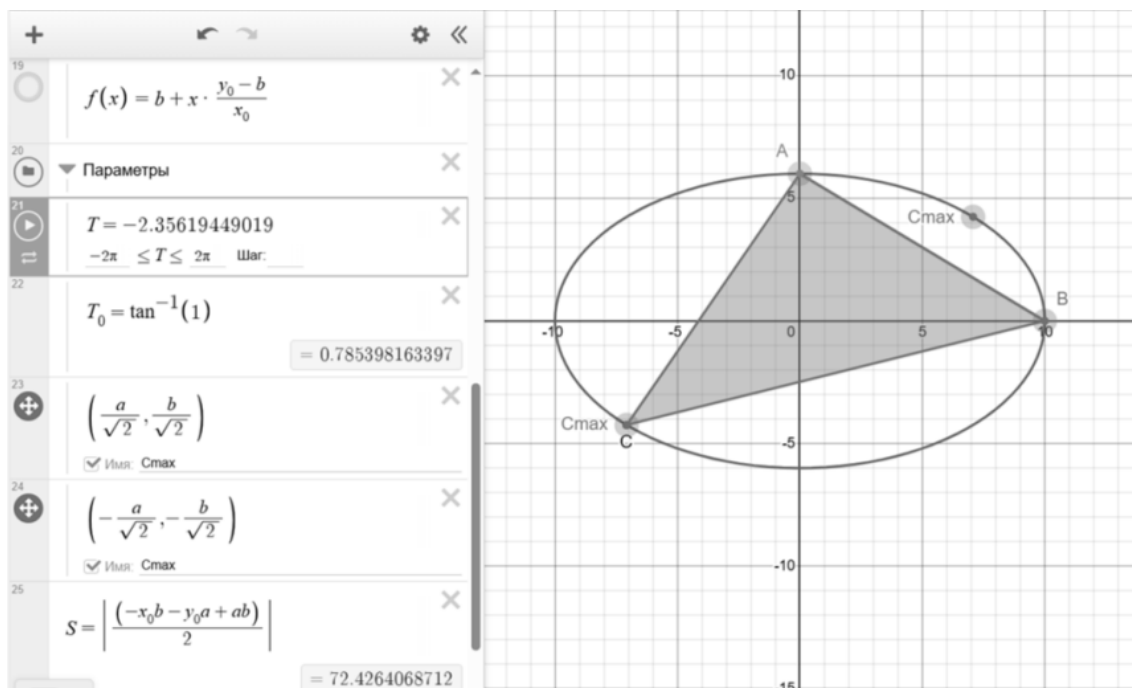 19
f(x) = b + x · (y₀ − b)/x₀
20
Параметры
21
T = −2.35619449019
−2π ≤ T ≤ 2π Шаг:
22
T₀ = tan⁻¹(1)
= 0.785398163397
23
(a/√2, b/√2)
Имя: Cmax
24
(−a/√2, −b/√2)
Имя: Cmax
25
S = |(−x₀b − y₀a + ab)/2|
= 72.4264068712
10
A
5
Cmax
B
-10 -5 0 5 10
Cmax
C
-5
-10
-15